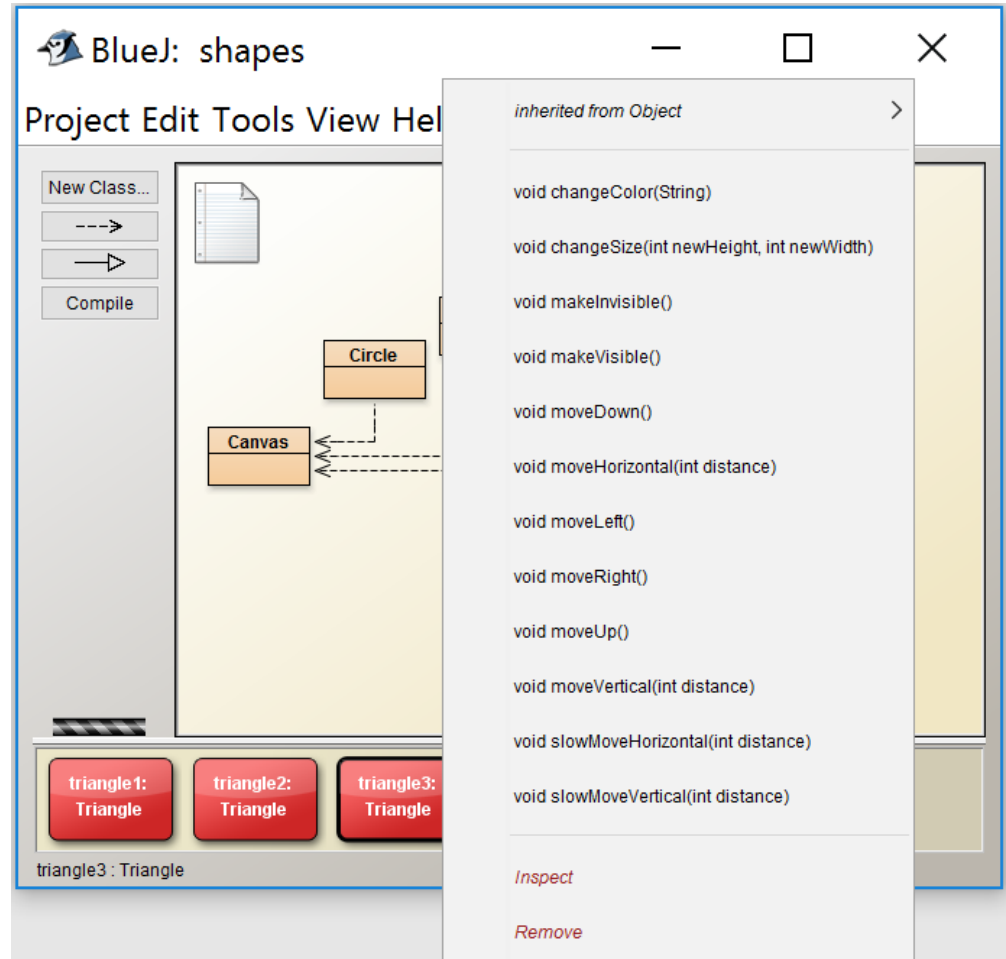 BlueJ: shapes
Project Edit Tools View Hel
New Class...
Compile
Circle
Canvas
inherited from Object
void changeColor(String)
void changeSize(int newHeight, int newWidth)
void makeInvisible()
void makeVisible()
void moveDown()
void moveHorizontal(int distance)
void moveLeft()
void moveRight()
void moveUp()
void moveVertical(int distance)
void slowMoveHorizontal(int distance)
void slowMoveVertical(int distance)
Inspect
Remove
triangle1:
Triangle
triangle2:
Triangle
triangle3:
Triangle
triangle3 : Triangle